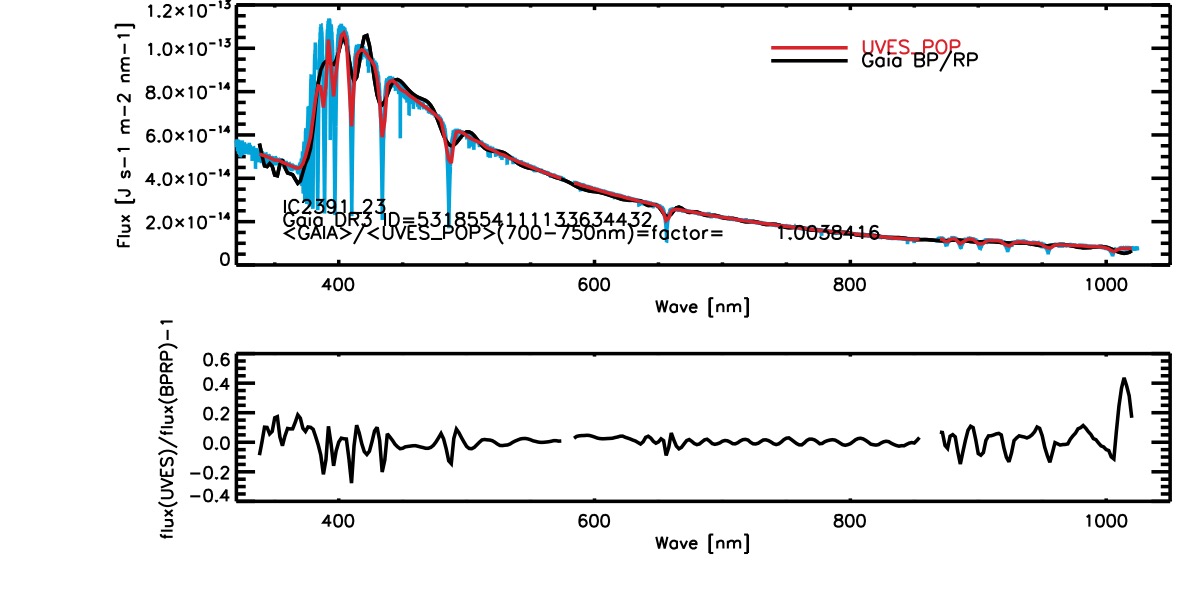 1.2×10−13
1.0×10−13
8.0×10−14
6.0×10−14
4.0×10−14
2.0×10−14
0
Flux [J s−1 m−2 nm−1]
UVES_POP
Gaia BP/RP
IC2391_23
Gaia DR3 ID=5318554111133634432
<GAIA>/<UVES_POP>(700−750nm)=factor= 1.0038416
400 600 800 1000
Wave [nm]
0.6
0.4
0.2
0.0
−0.2
−0.4
flux(UVES)/flux(BPRP)−1
400 600 800 1000
Wave [nm]